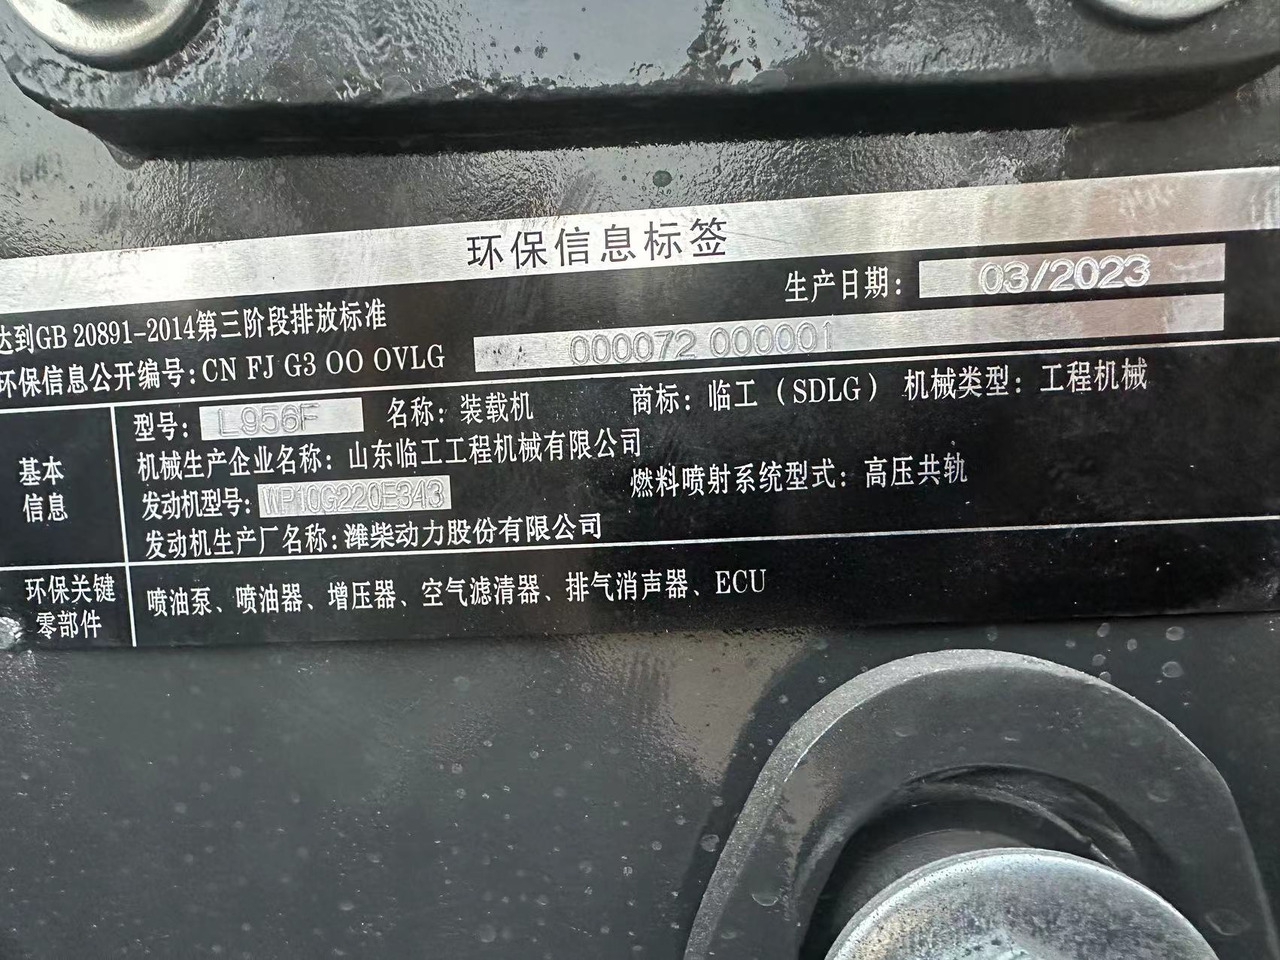 环保信息标签
生产日期: 03/2023
达到GB 20891-2014第三阶段排放标准
环保信息公开编号: CN FJ G3 00 0VLG 000072 000001
基本信息
型号: L956F 名称: 装载机 商标: 临工(SDLG) 机械类型: 工程机械
机械生产企业名称: 山东临工工程机械有限公司
发动机型号: WP10G220E343 燃料喷射系统型式: 高压共轨
发动机生产厂名称: 潍柴动力股份有限公司
环保关键零部件
喷油泵、喷油器、增压器、空气滤清器、排气消声器、ECU